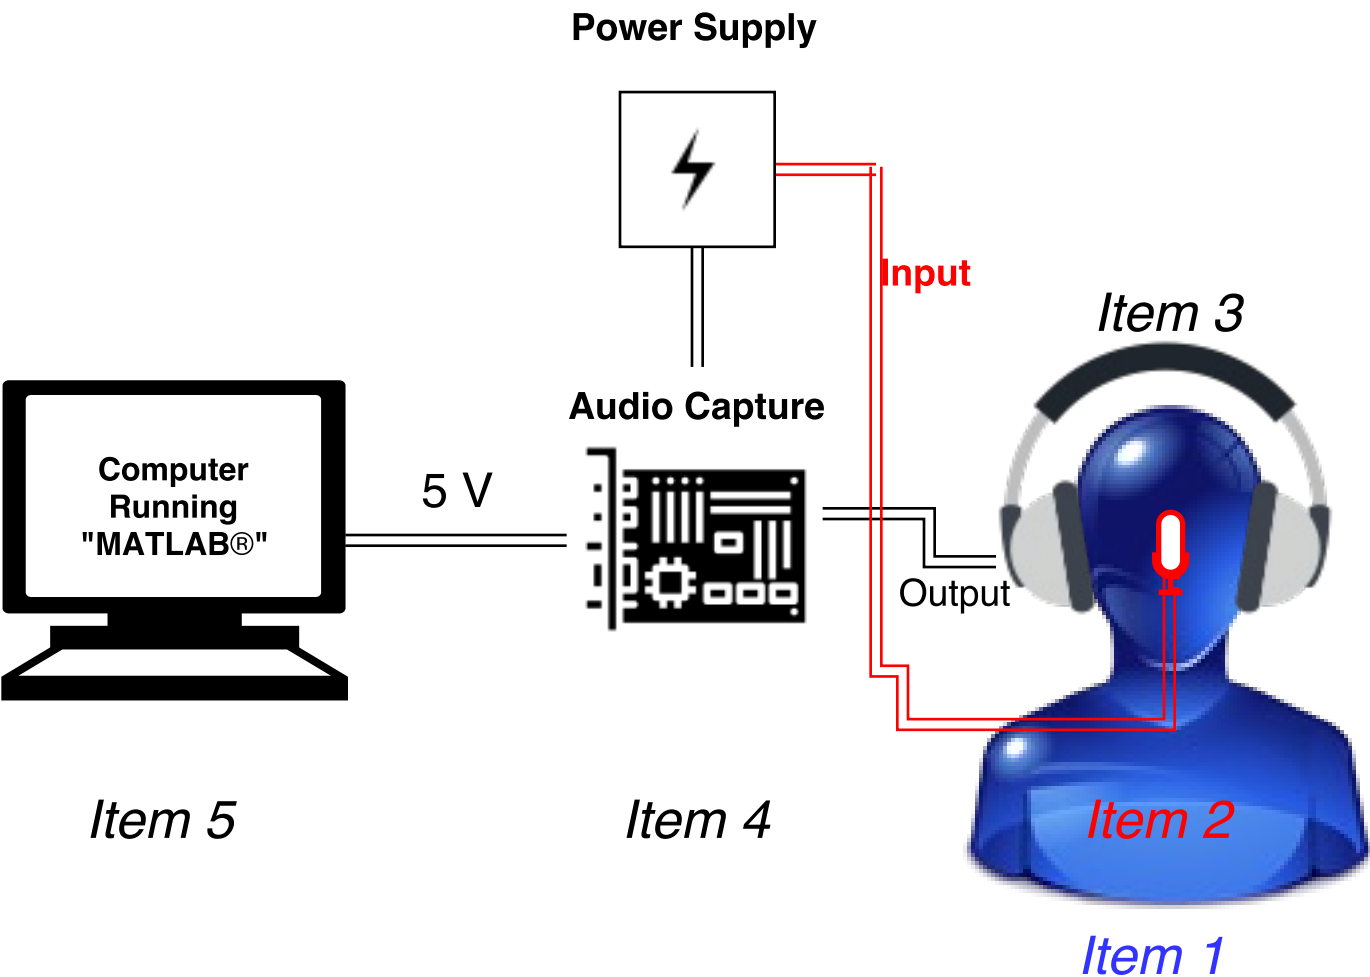 Power Supply
Input
Item 3
Audio Capture
Computer
Running
"MATLAB®"
5 V
Output
Item 5
Item 4
Item 2
Item 1